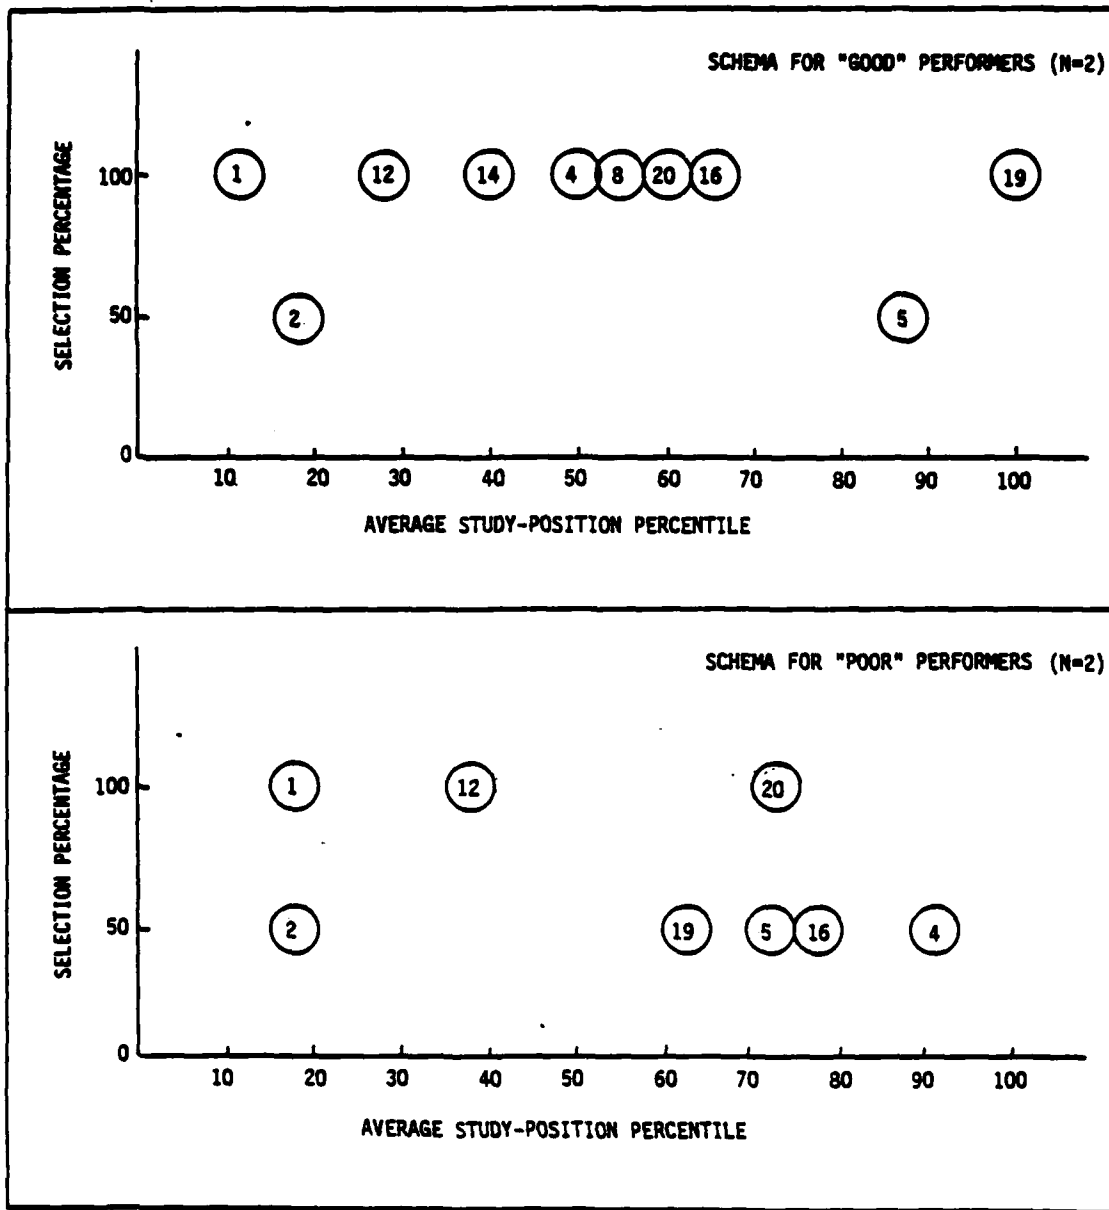 SCHEMA FOR "GOOD" PERFORMERS (N=2)
SELECTION PERCENTAGE
100
1 12 14 4 8 20 16 19
50
2 5
0
10 20 30 40 50 60 70 80 90 100
AVERAGE STUDY-POSITION PERCENTILE
SCHEMA FOR "POOR" PERFORMERS (N=2)
SELECTION PERCENTAGE
100
1 12 20
50
2 19 5 16 4
0
10 20 30 40 50 60 70 80 90 100
AVERAGE STUDY-POSITION PERCENTILE